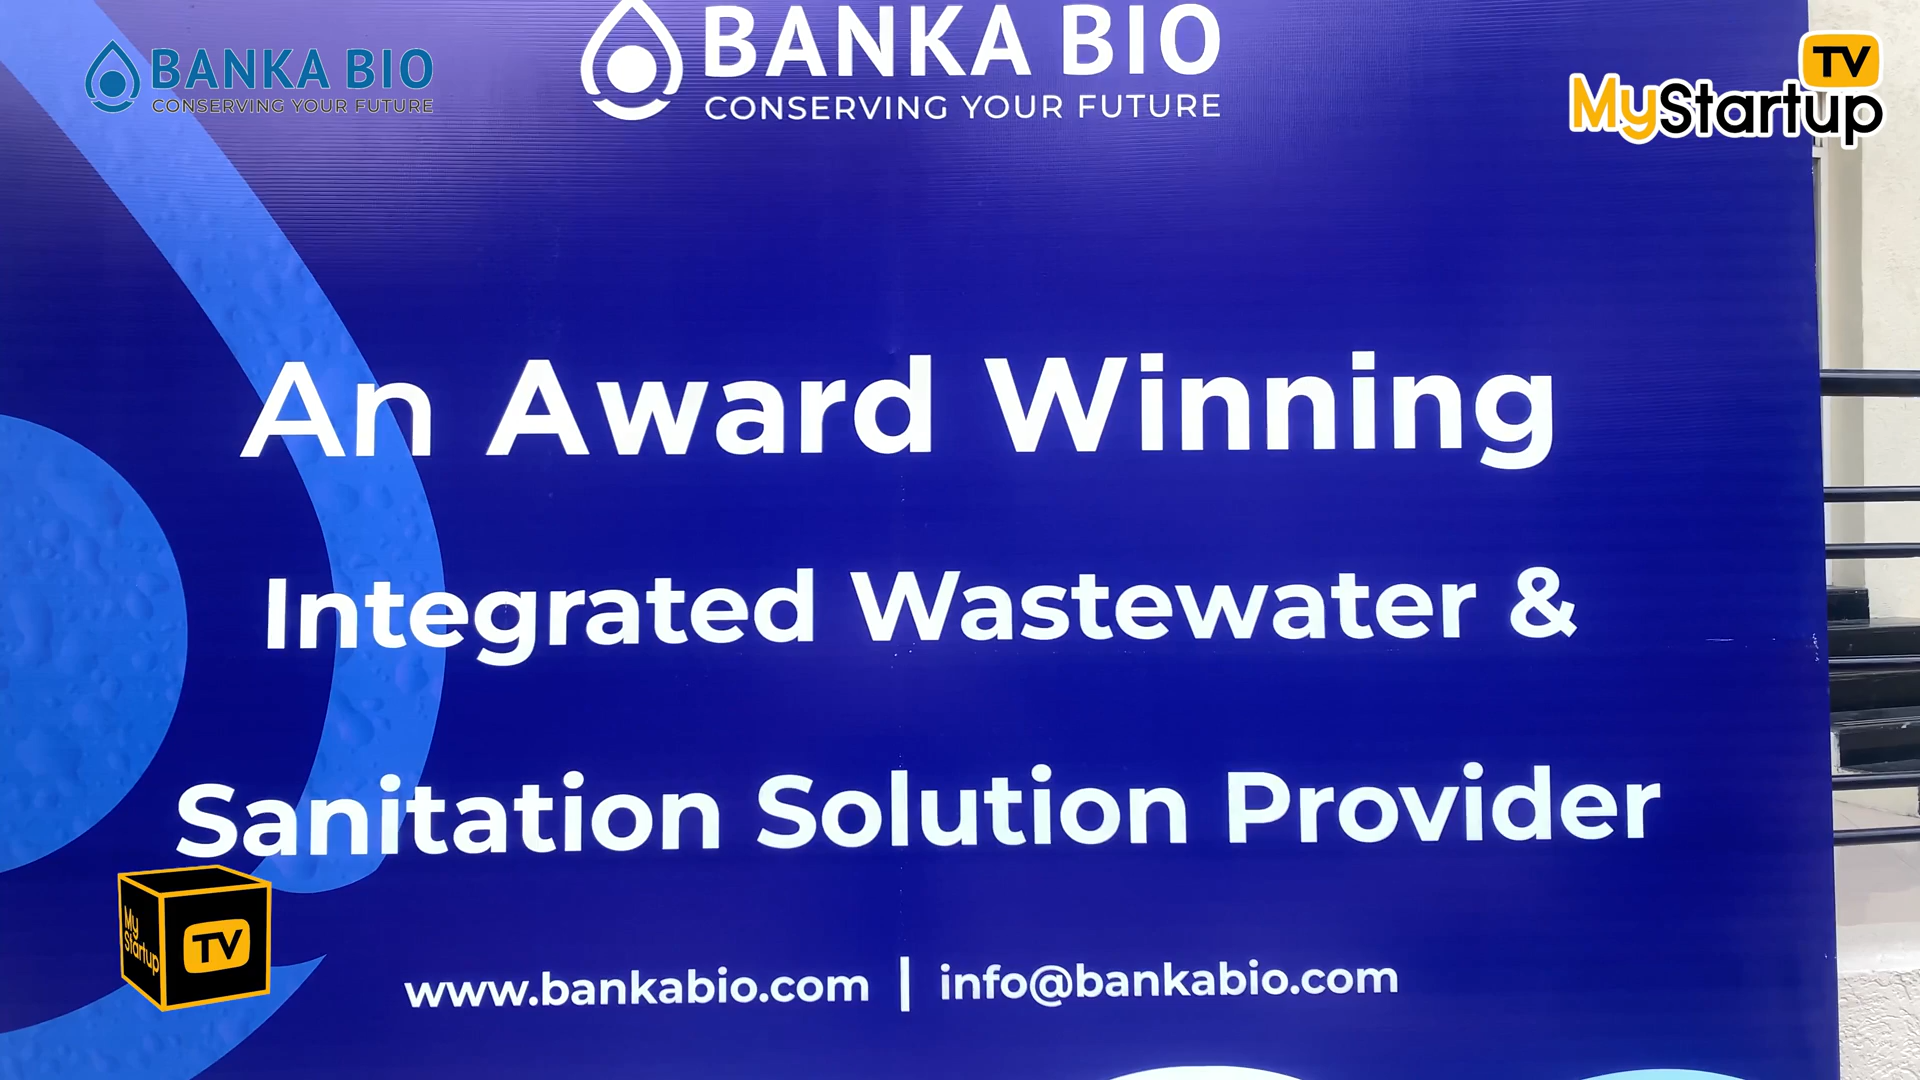 BANKA BIO
CONSERVING YOUR FUTURE
BANKA BIO
CONSERVING YOUR FUTURE
TV
MyStartup
An Award Winning
Integrated Wastewater &
Sanitation Solution Provider
My
Startup
TV
www.bankabio.com | info@bankabio.com